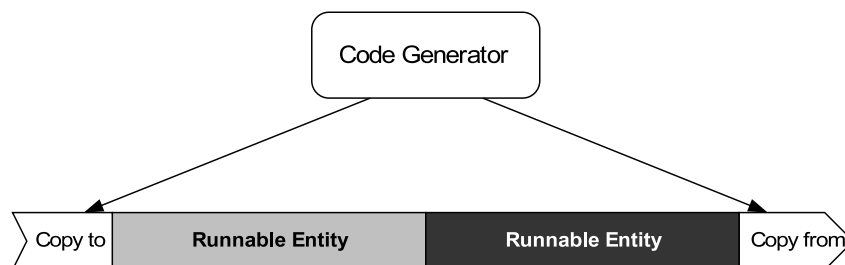 Code Generator
Copy to
Runnable Entity
Runnable Entity
Copy from